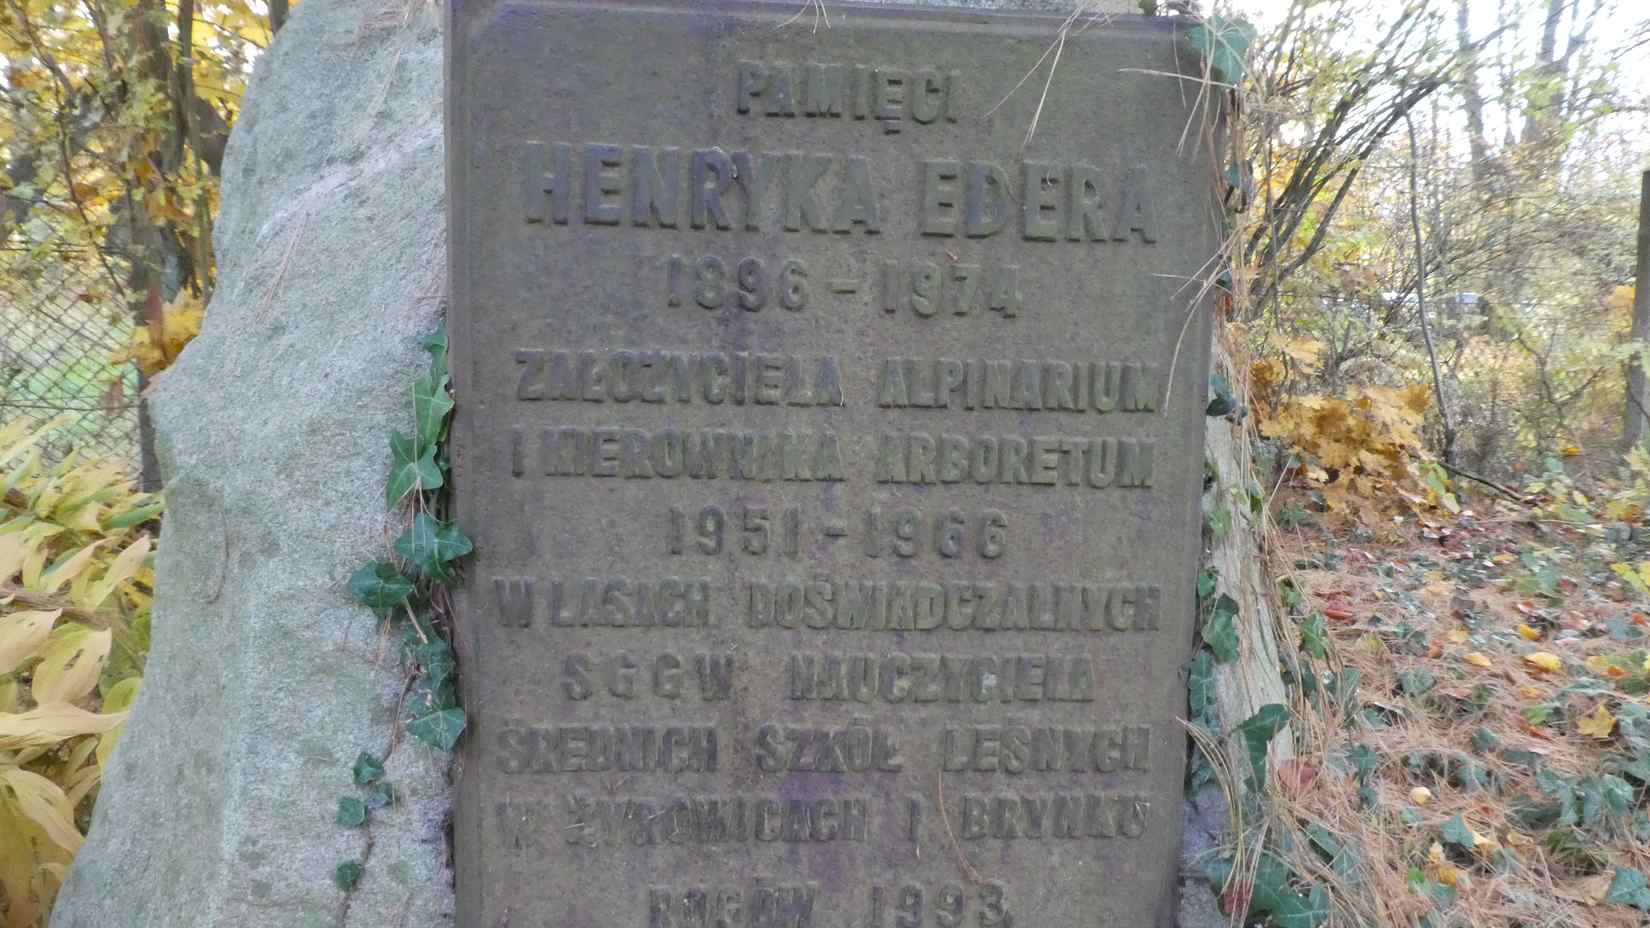 PAMIĘCI
HENRYKA EDERA
1896 - 1974
ZAŁOŻYCIELA ALPINARIUM
I KIEROWNIKA ARBORETUM
1951 - 1966
W LASACH DOŚWIADCZALNYCH
SGGW NAUCZYCIELA
ŚREDNICH SZKÓŁ LEŚNYCH
W ŻYROWICACH I BRYNKU
ROGÓW 1993